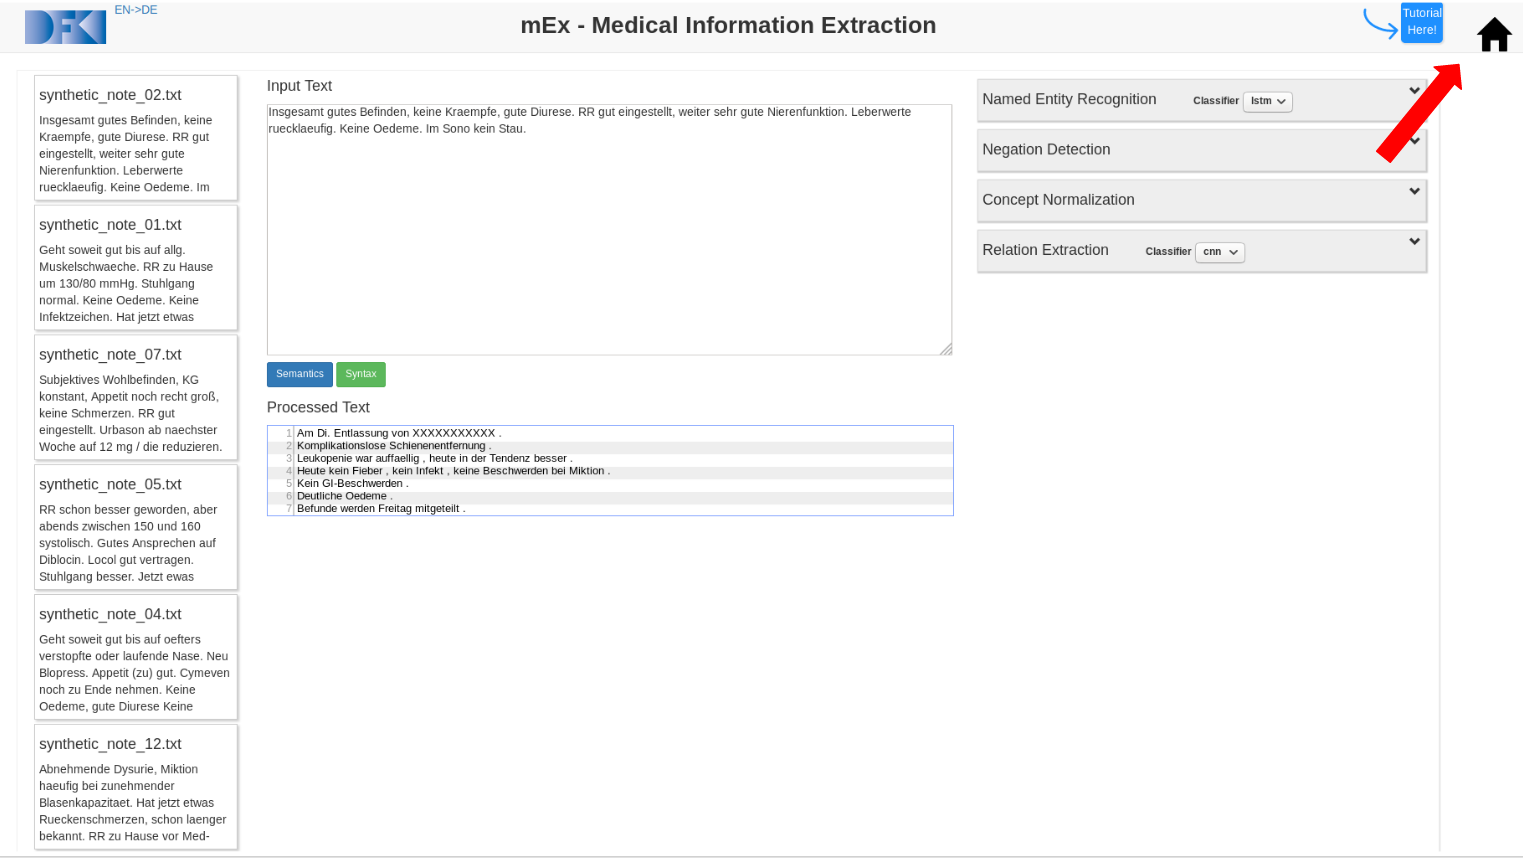 DFKI
EN->DE
mEx - Medical Information Extraction
Tutorial
Here!
synthetic_note_02.txt
Insgesamt gutes Befinden, keine
Kraempfe, gute Diurese. RR gut
eingestellt, weiter sehr gute
Nierenfunktion. Leberwerte
ruecklaeufig. Keine Oedeme. Im
synthetic_note_01.txt
Geht soweit gut bis auf allg.
Muskelschwaeche. RR zu Hause
um 130/80 mmHg. Stuhlgang
normal. Keine Oedeme. Keine
Infektzeichen. Hat jetzt etwas
synthetic_note_07.txt
Subjektives Wohlbefinden, KG
konstant, Appetit noch recht groß,
keine Schmerzen. RR gut
eingestellt. Urbason ab naechster
Woche auf 12 mg / die reduzieren.
synthetic_note_05.txt
RR schon besser geworden, aber
abends zwischen 150 und 160
systolisch. Gutes Ansprechen auf
Diblocin. Locol gut vertragen.
Stuhlgang besser. Jetzt ewas
synthetic_note_04.txt
Geht soweit gut bis auf oefters
verstopfte oder laufende Nase. Neu
Blopress. Appetit (zu) gut. Cymeven
noch zu Ende nehmen. Keine
Oedeme, gute Diurese Keine
synthetic_note_12.txt
Abnehmende Dysurie, Miktion
haeufig bei zunehmender
Blasenkapazitaet. Hat jetzt etwas
Rueckenschmerzen, schon laenger
bekannt. RR zu Hause vor Med-
Input Text
Insgesamt gutes Befinden, keine Kraempfe, gute Diurese. RR gut eingestellt, weiter sehr gute Nierenfunktion. Leberwerte
ruecklaeufig. Keine Oedeme. Im Sono kein Stau.
Semantics Syntax
Processed Text
1 Am Di. Entlassung von XXXXXXXXXXX .
2 Komplikationslose Schienenentfernung .
3 Leukopenie war auffaellig , heute in der Tendenz besser .
4 Heute kein Fieber , kein Infekt , keine Beschwerden bei Miktion .
5 Kein GI-Beschwerden .
6 Deutliche Oedeme .
7 Befunde werden Freitag mitgeteilt .
Named Entity Recognition Classifier lstm
Negation Detection
Concept Normalization
Relation Extraction Classifier cnn